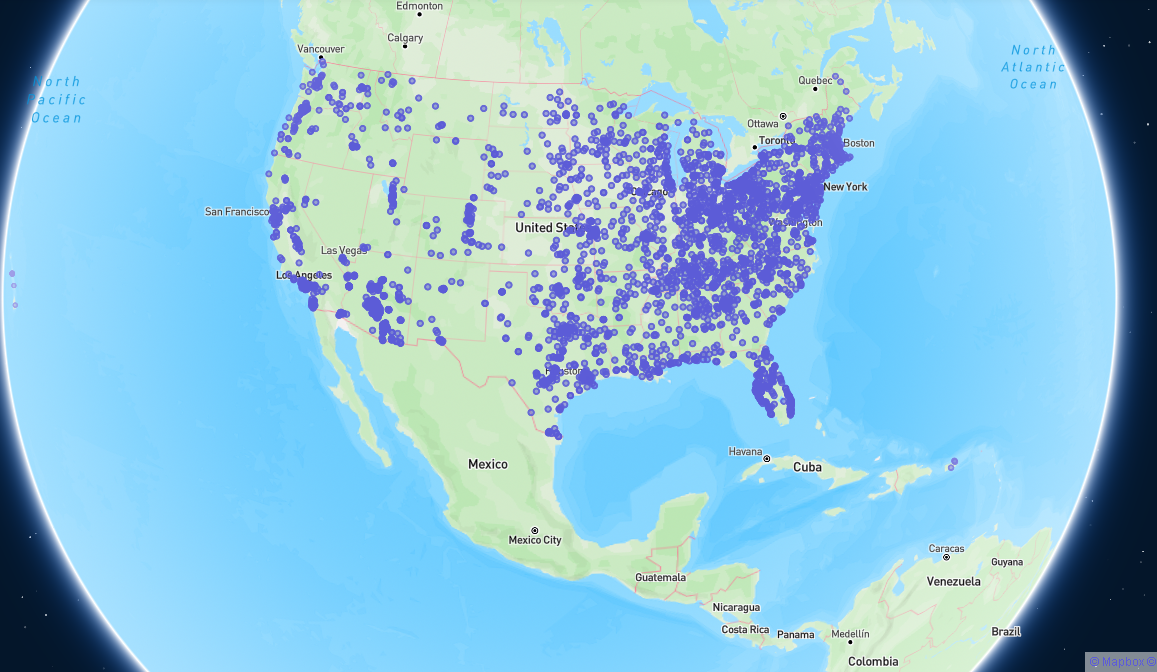 Edmonton
Calgary
Vancouver
North
Pacific
Ocean
North
Atlantic
Ocean
Quebec
Ottawa
Toronto
Boston
Chicago
New York
San Francisco
United States
Washington
Las Vegas
Los Angeles
Houston
Mexico
Havana
Cuba
Mexico City
Guatemala
Caracas
Guyana
Venezuela
Nicaragua
Costa Rica
Panama
Medellín
Brazil
Colombia
© Mapbox ©